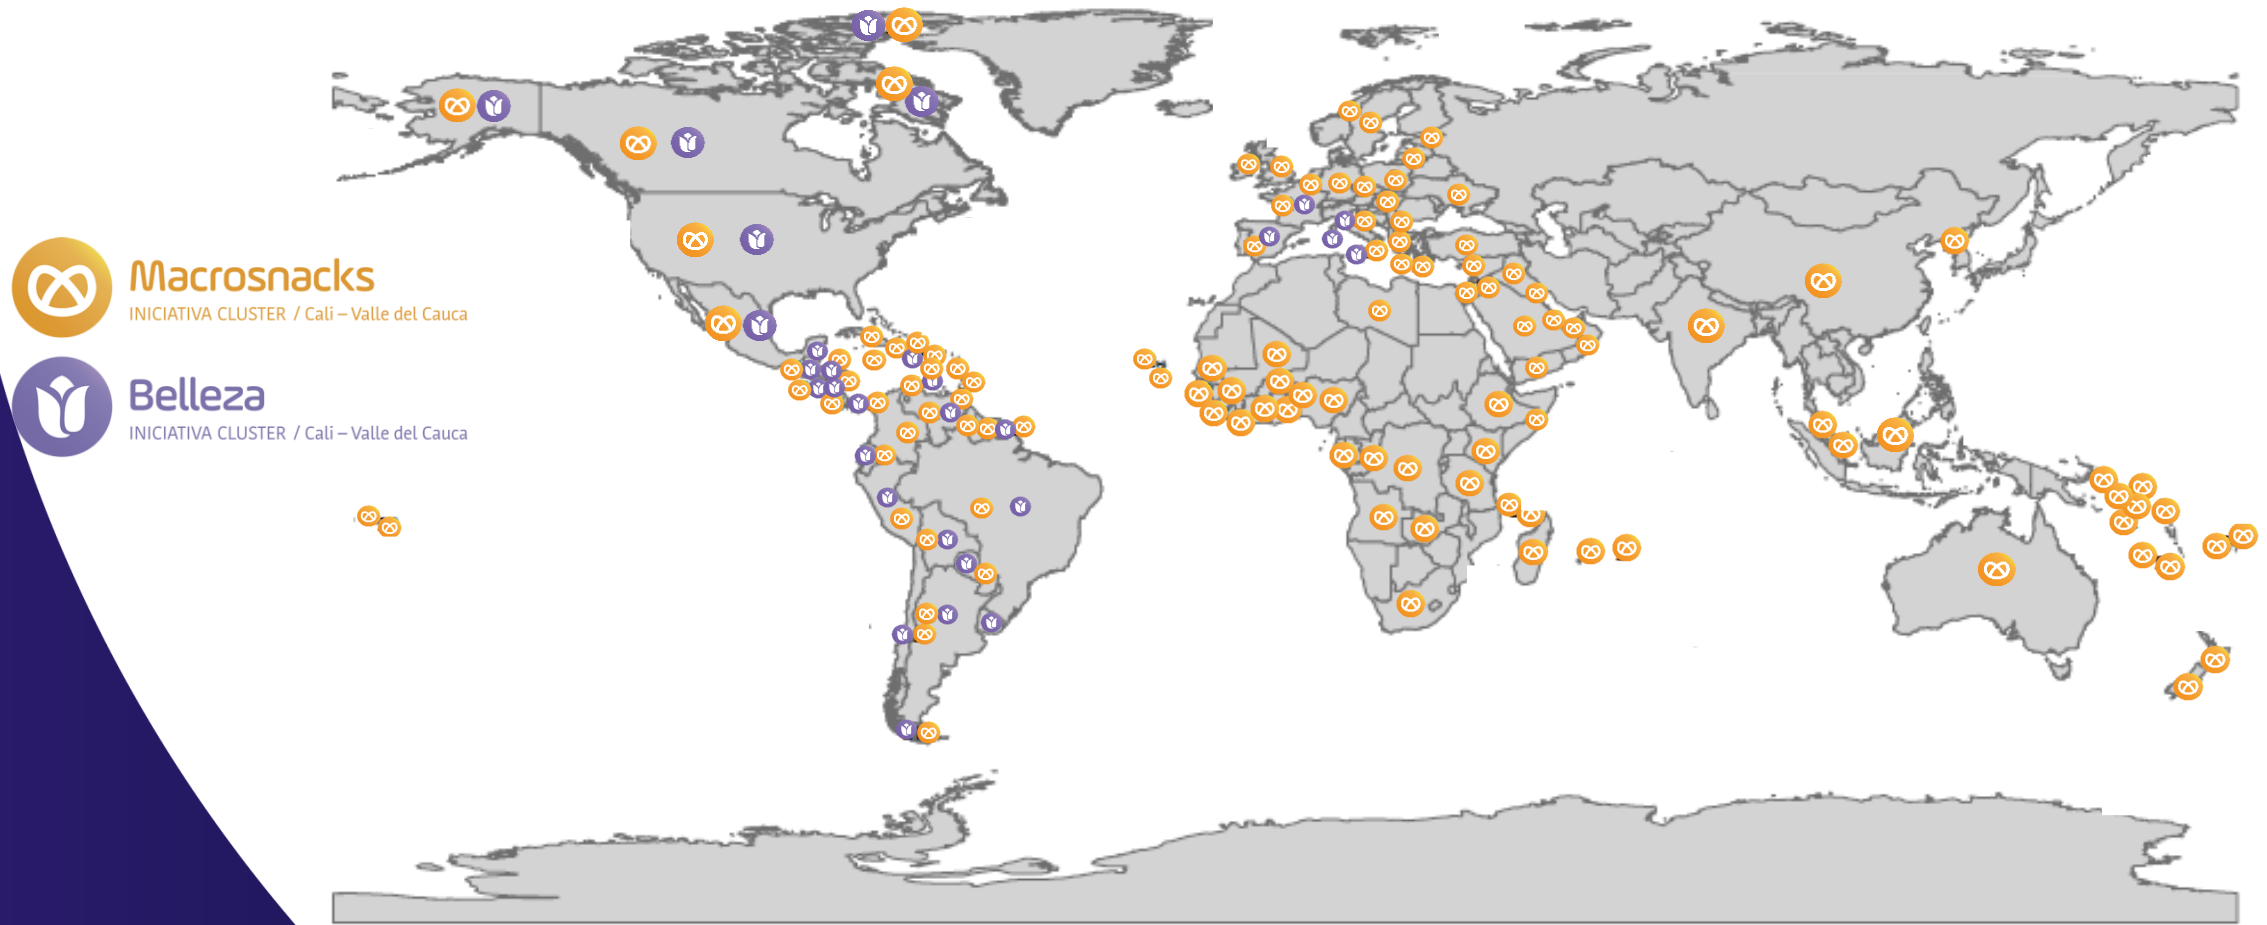 Macrosnacks
INICIATIVA CLUSTER / Cali – Valle del Cauca
Belleza
INICIATIVA CLUSTER / Cali – Valle del Cauca